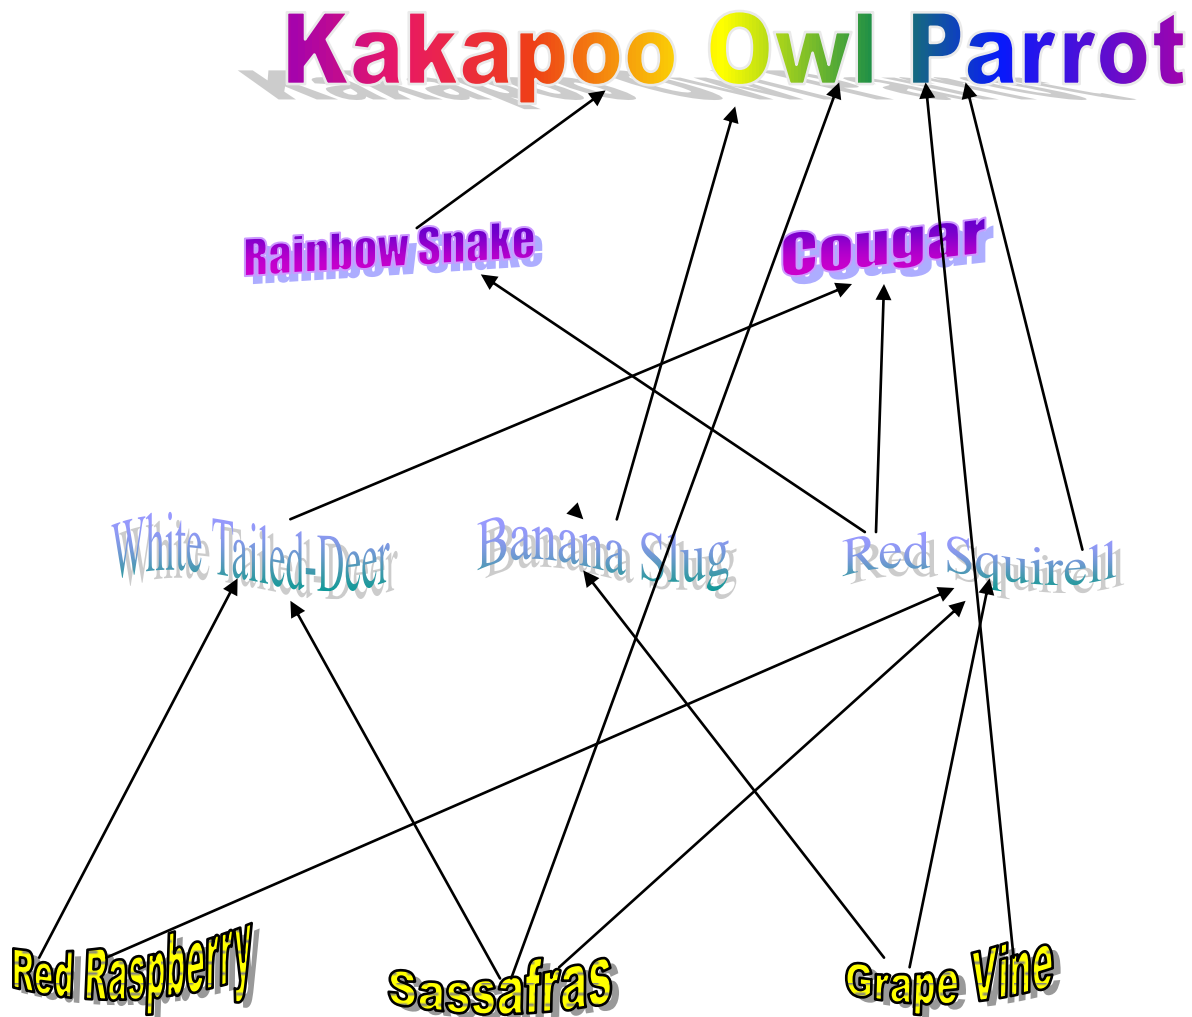 Kakapoo Owl Parrot
Rainbow Snake
Cougar
White Tailed-Deer
Banana Slug
Red Squirell
Red Raspberry
Sassafras
Grape Vine